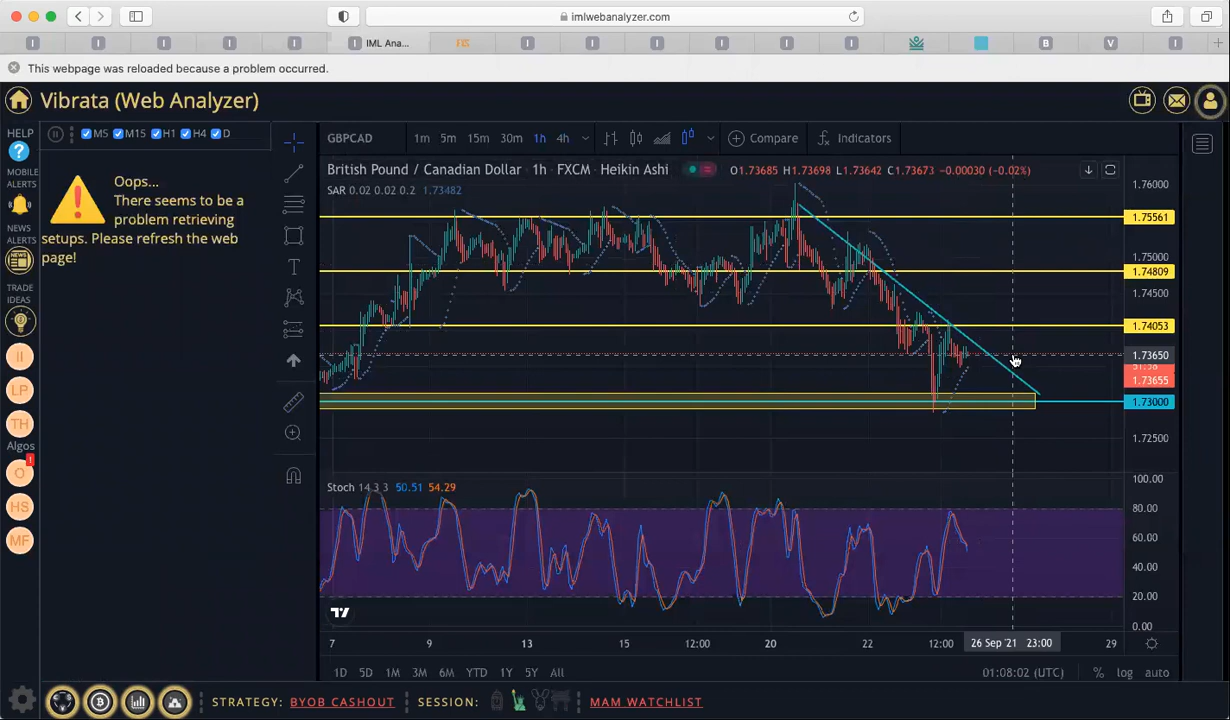 imlwebanalyzer.com
I I I I I I IML Ana... FIS I I I I I I B V I
This webpage was reloaded because a problem occurred.
Vibrata (Web Analyzer)
HELP
?
MOBILE
ALERTS
NEWS
ALERTS
NEWS
TRADE
IDEAS
II
LP
TH
Algos
O
!
HS
MF
M5 M15 H1 H4 D
Oops...
There seems to be a
problem retrieving
setups. Please refresh the web
page!
GBPCAD 1m 5m 15m 30m 1h 4h Compare Indicators
British Pound / Canadian Dollar · 1h · FXCM · Heikin Ashi O1.73685 H1.73698 L1.73642 C1.73673 −0.00030 (−0.02%)
SAR 0.02 0.02 0.2 1.73482
1.76000
1.75561
1.75000
1.74809
1.74500
1.74053
1.73650
1.73655
1.73000
1.72500
Stoch 14 3 3 50.51 54.29
100.00
80.00
60.00
40.00
20.00
0.00
7 9 13 15 12:00 20 22 12:00 26 Sep '21 23:00 29
1D 5D 1M 3M 6M YTD 1Y 5Y All 01:08:02 (UTC) % log auto
STRATEGY: BYOB CASHOUT SESSION: MAM WATCHLIST